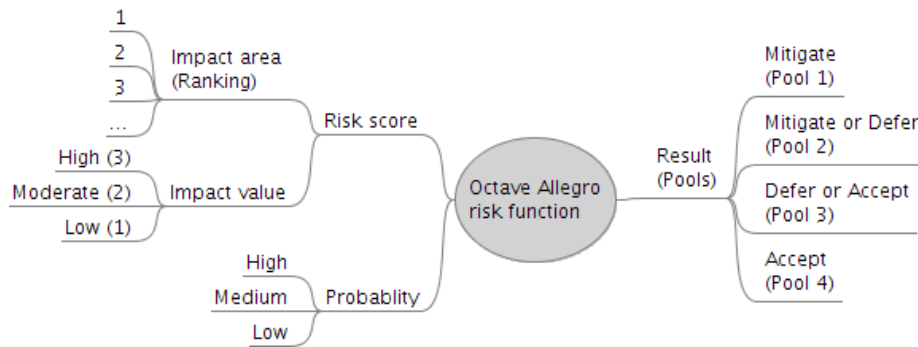 1
2
3
...
Impact area
(Ranking)
High (3)
Moderate (2)
Low (1)
Impact value
Risk score
High
Medium
Low
Probablity
Octave Allegro
risk function
Result
(Pools)
Mitigate
(Pool 1)
Mitigate or Defer
(Pool 2)
Defer or Accept
(Pool 3)
Accept
(Pool 4)